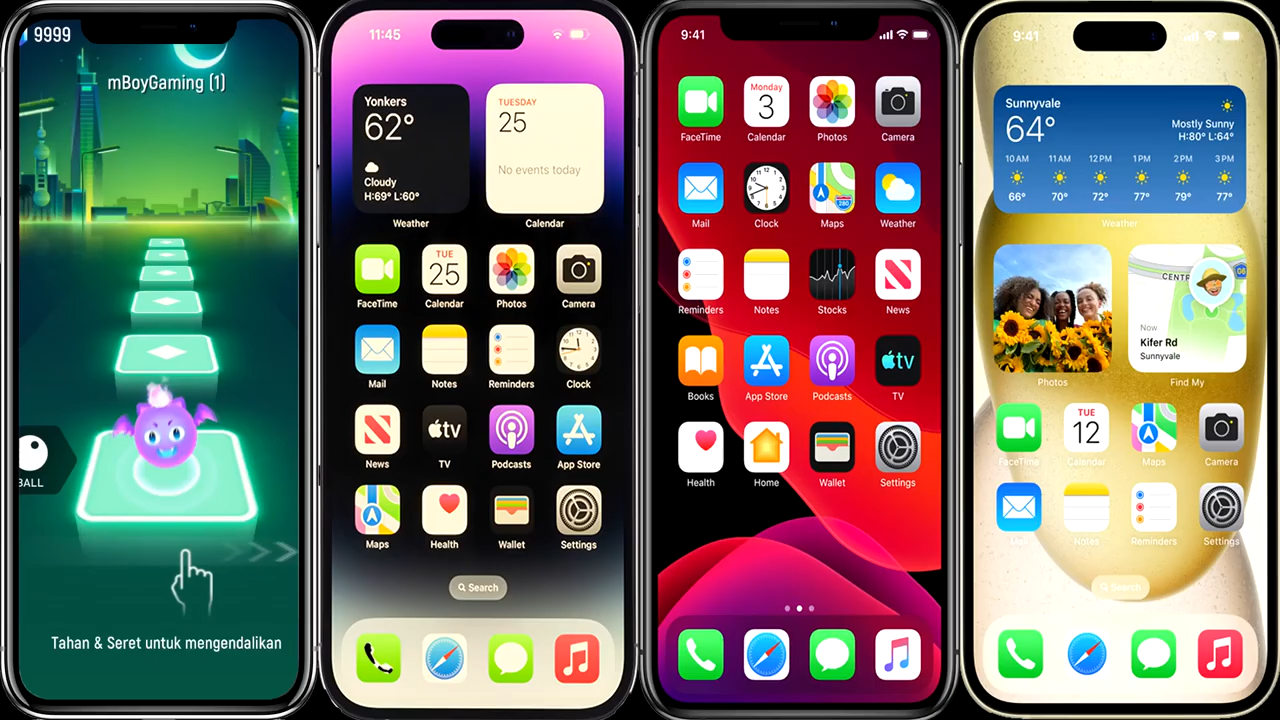 9999
mBoyGaming (1)
BALL
Tahan & Seret untuk mengendalikan
11:45
Yonkers
62°
Cloudy
H:69° L:60°
Weather
TUESDAY
25
No events today
Calendar
FaceTime
TUE
25
Calendar
Photos
Camera
Mail
Notes
Reminders
Clock
News
tv
TV
Podcasts
App Store
Maps
Health
Wallet
Settings
Search
9:41
FaceTime
Monday
3
Calendar
Photos
Camera
Mail
Clock
280
Maps
Weather
Reminders
Notes
Stocks
News
Books
App Store
Podcasts
tv
TV
Health
Home
Wallet
Settings
9:41
Sunnyvale
64°
Mostly Sunny
H:80° L:64°
10 AM 11 AM 12 PM 1 PM 2 PM 3 PM
66° 70° 72° 77° 79° 77°
Weather
Photos
CENTR
Now
Kifer Rd
Sunnyvale
Find My
FaceTime
TUE
12
Calendar
Maps
Camera
Mail
Notes
Reminders
Settings
Search